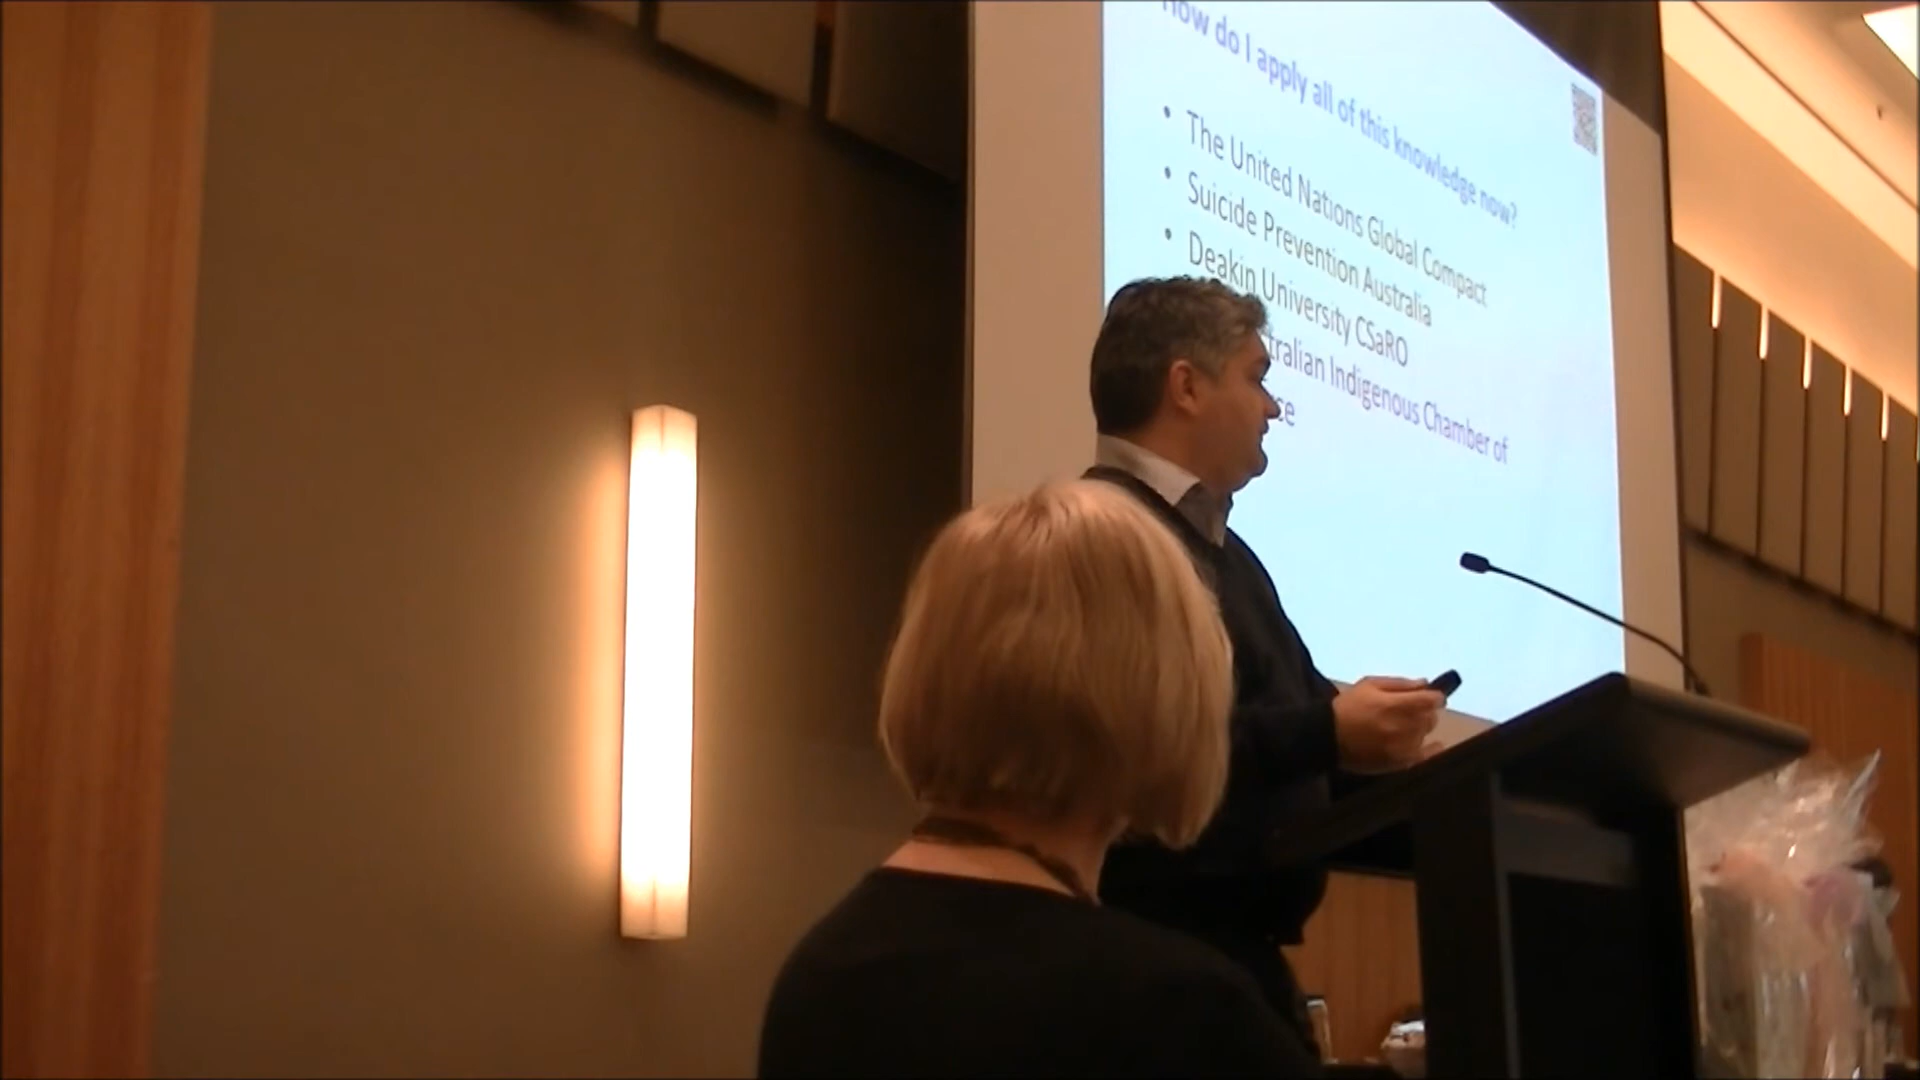 How do I apply all of this knowledge now?
• The United Nations Global Compact
• Suicide Prevention Australia
• Deakin University CSaRO
tralian Indigenous Chamber of
ce